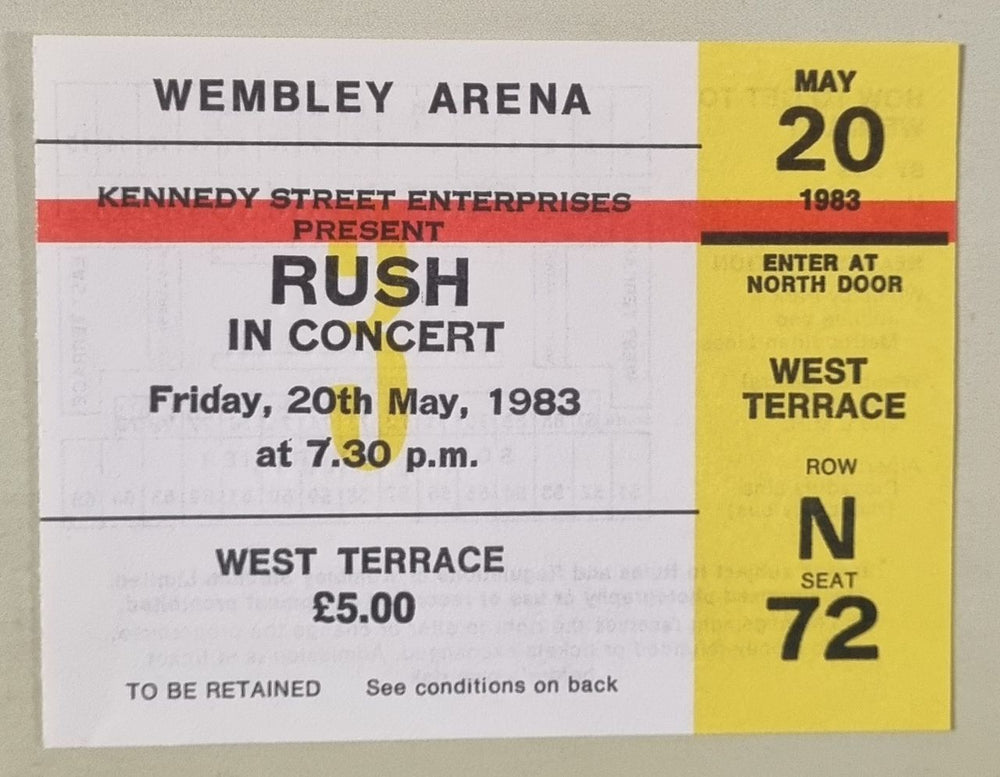 WEMBLEY ARENA
KENNEDY STREET ENTERPRISES
PRESENT
RUSH
IN CONCERT
Friday, 20th May, 1983
at 7.30 p.m.
WEST TERRACE
£5.00
TO BE RETAINED See conditions on back
MAY
20
1983
ENTER AT
NORTH DOOR
WEST
TERRACE
ROW
N
SEAT
72